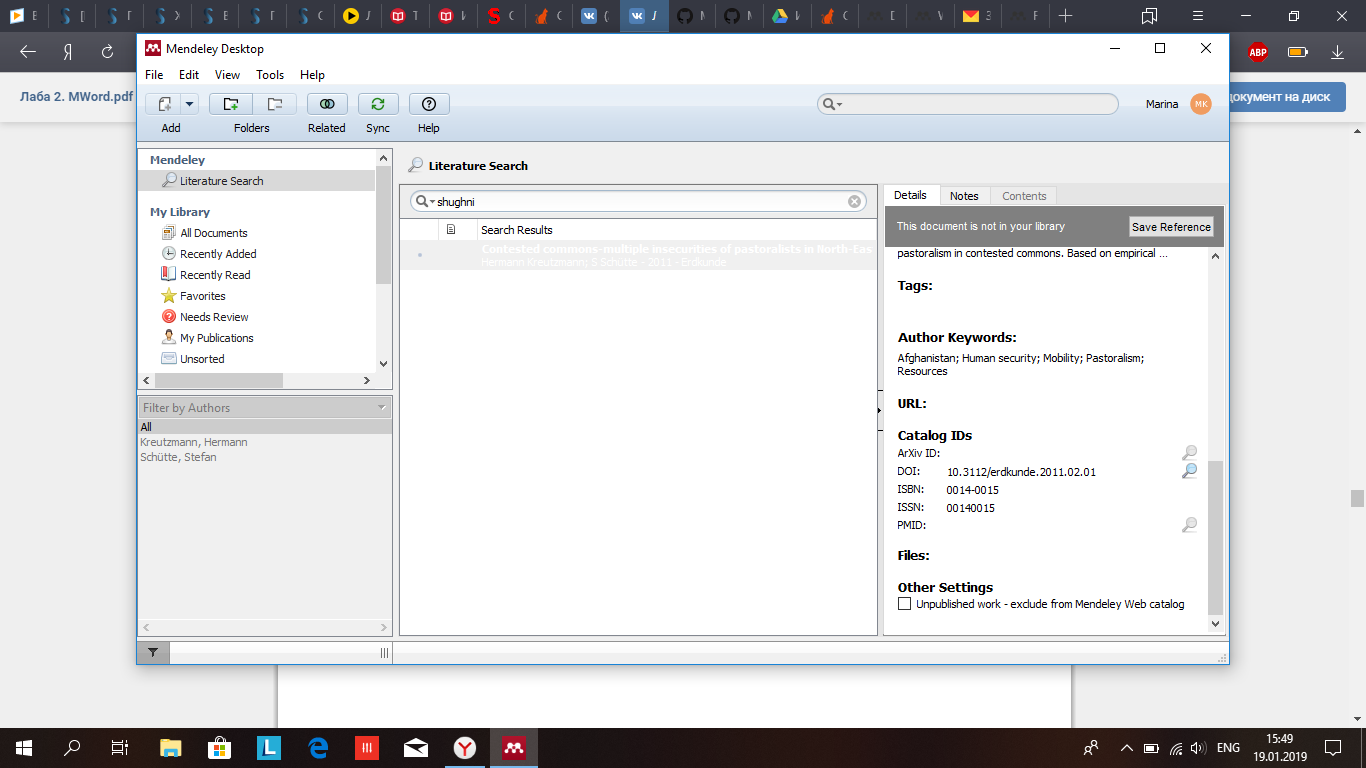 Mendeley Desktop
File Edit View Tools Help
Add Folders Related Sync Help
Marina MK
ABP
Лаба 2. MWord.pdf
документ на диск
Mendeley
Literature Search
My Library
All Documents
Recently Added
Recently Read
Favorites
Needs Review
My Publications
Unsorted
Filter by Authors
All
Kreutzmann, Hermann
Schütte, Stefan
Literature Search
shughni
Search Results
Contested commons-multiple insecurities of pastoralists in North-Eas
Hermann Kreutzmann; S Schütte - 2011 - Erdkunde
Details Notes Contents
This document is not in your library Save Reference
pastoralism in contested commons. Based on empirical ...
Tags:
Author Keywords:
Afghanistan; Human security; Mobility; Pastoralism;
Resources
URL:
Catalog IDs
ArXiv ID:
DOI: 10.3112/erdkunde.2011.02.01
ISBN: 0014-0015
ISSN: 00140015
PMID:
Files:
Other Settings
Unpublished work - exclude from Mendeley Web catalog
ENG
15:49
19.01.2019